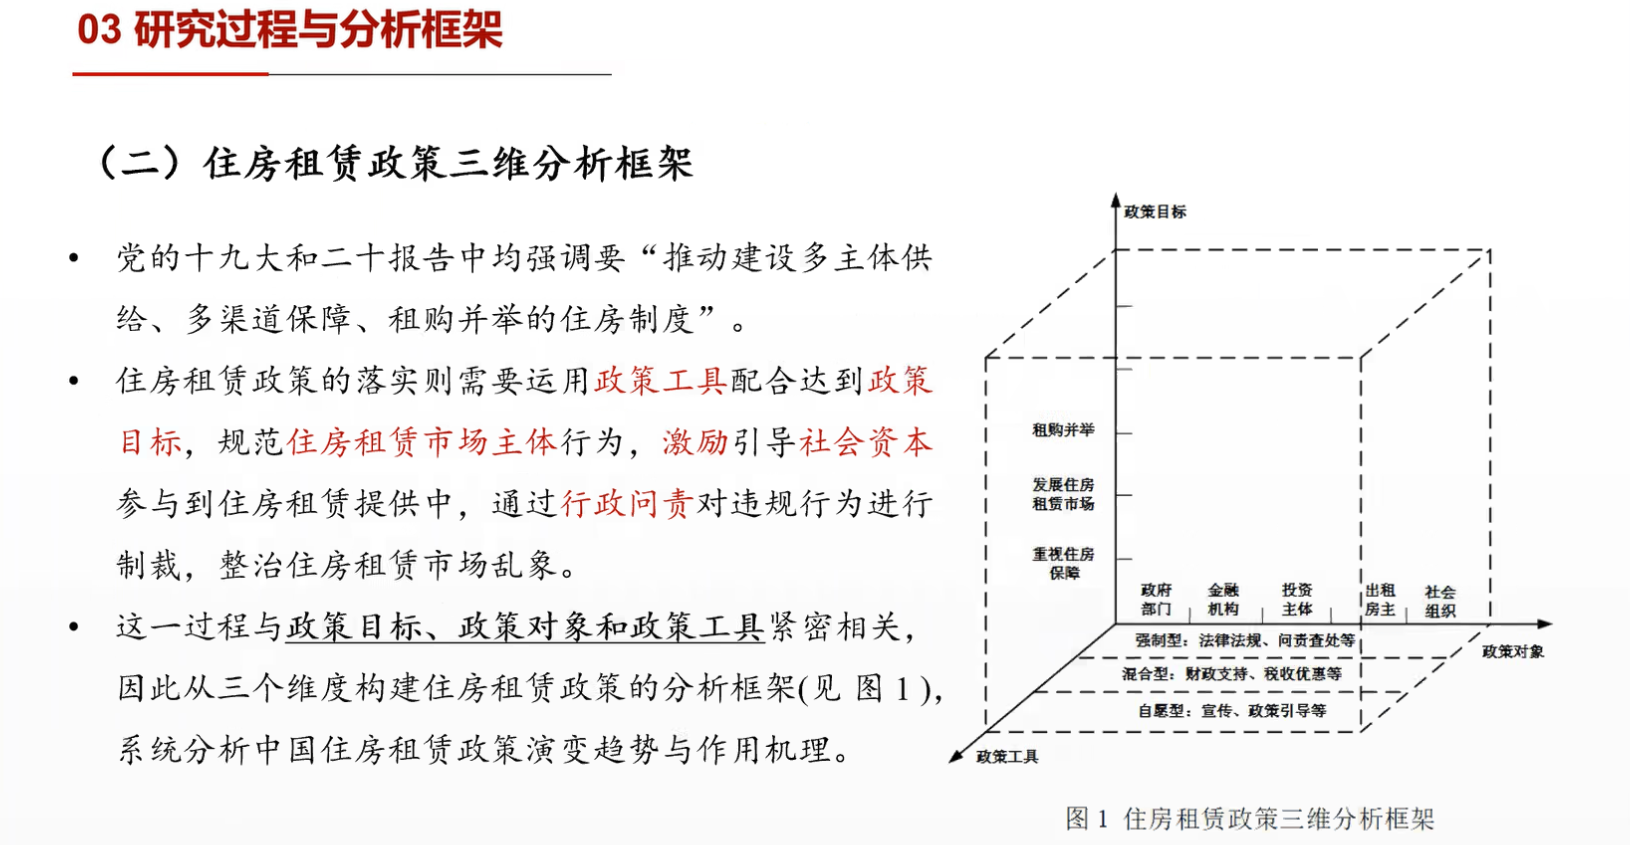 03 研究过程与分析框架
（二）住房租赁政策三维分析框架
• 党的十九大和二十报告中均强调要“推动建设多主体供
给、多渠道保障、租购并举的住房制度”。
• 住房租赁政策的落实则需要运用政策工具配合达到政策
目标，规范住房租赁市场主体行为，激励引导社会资本
参与到住房租赁提供中，通过行政问责对违规行为进行
制裁，整治住房租赁市场乱象。
• 这一过程与政策目标、政策对象和政策工具紧密相关，
因此从三个维度构建住房租赁政策的分析框架(见 图 1 )，
系统分析中国住房租赁政策演变趋势与作用机理。
政策目标
租购并举
发展住房
租赁市场
重视住房
保障
政府
部门
金融
机构
投资
主体
出租
房主
社会
组织
政策对象
强制型：法律法规、问责查处等
混合型：财政支持、税收优惠等
自愿型：宣传、政策引导等
政策工具
图 1 住房租赁政策三维分析框架